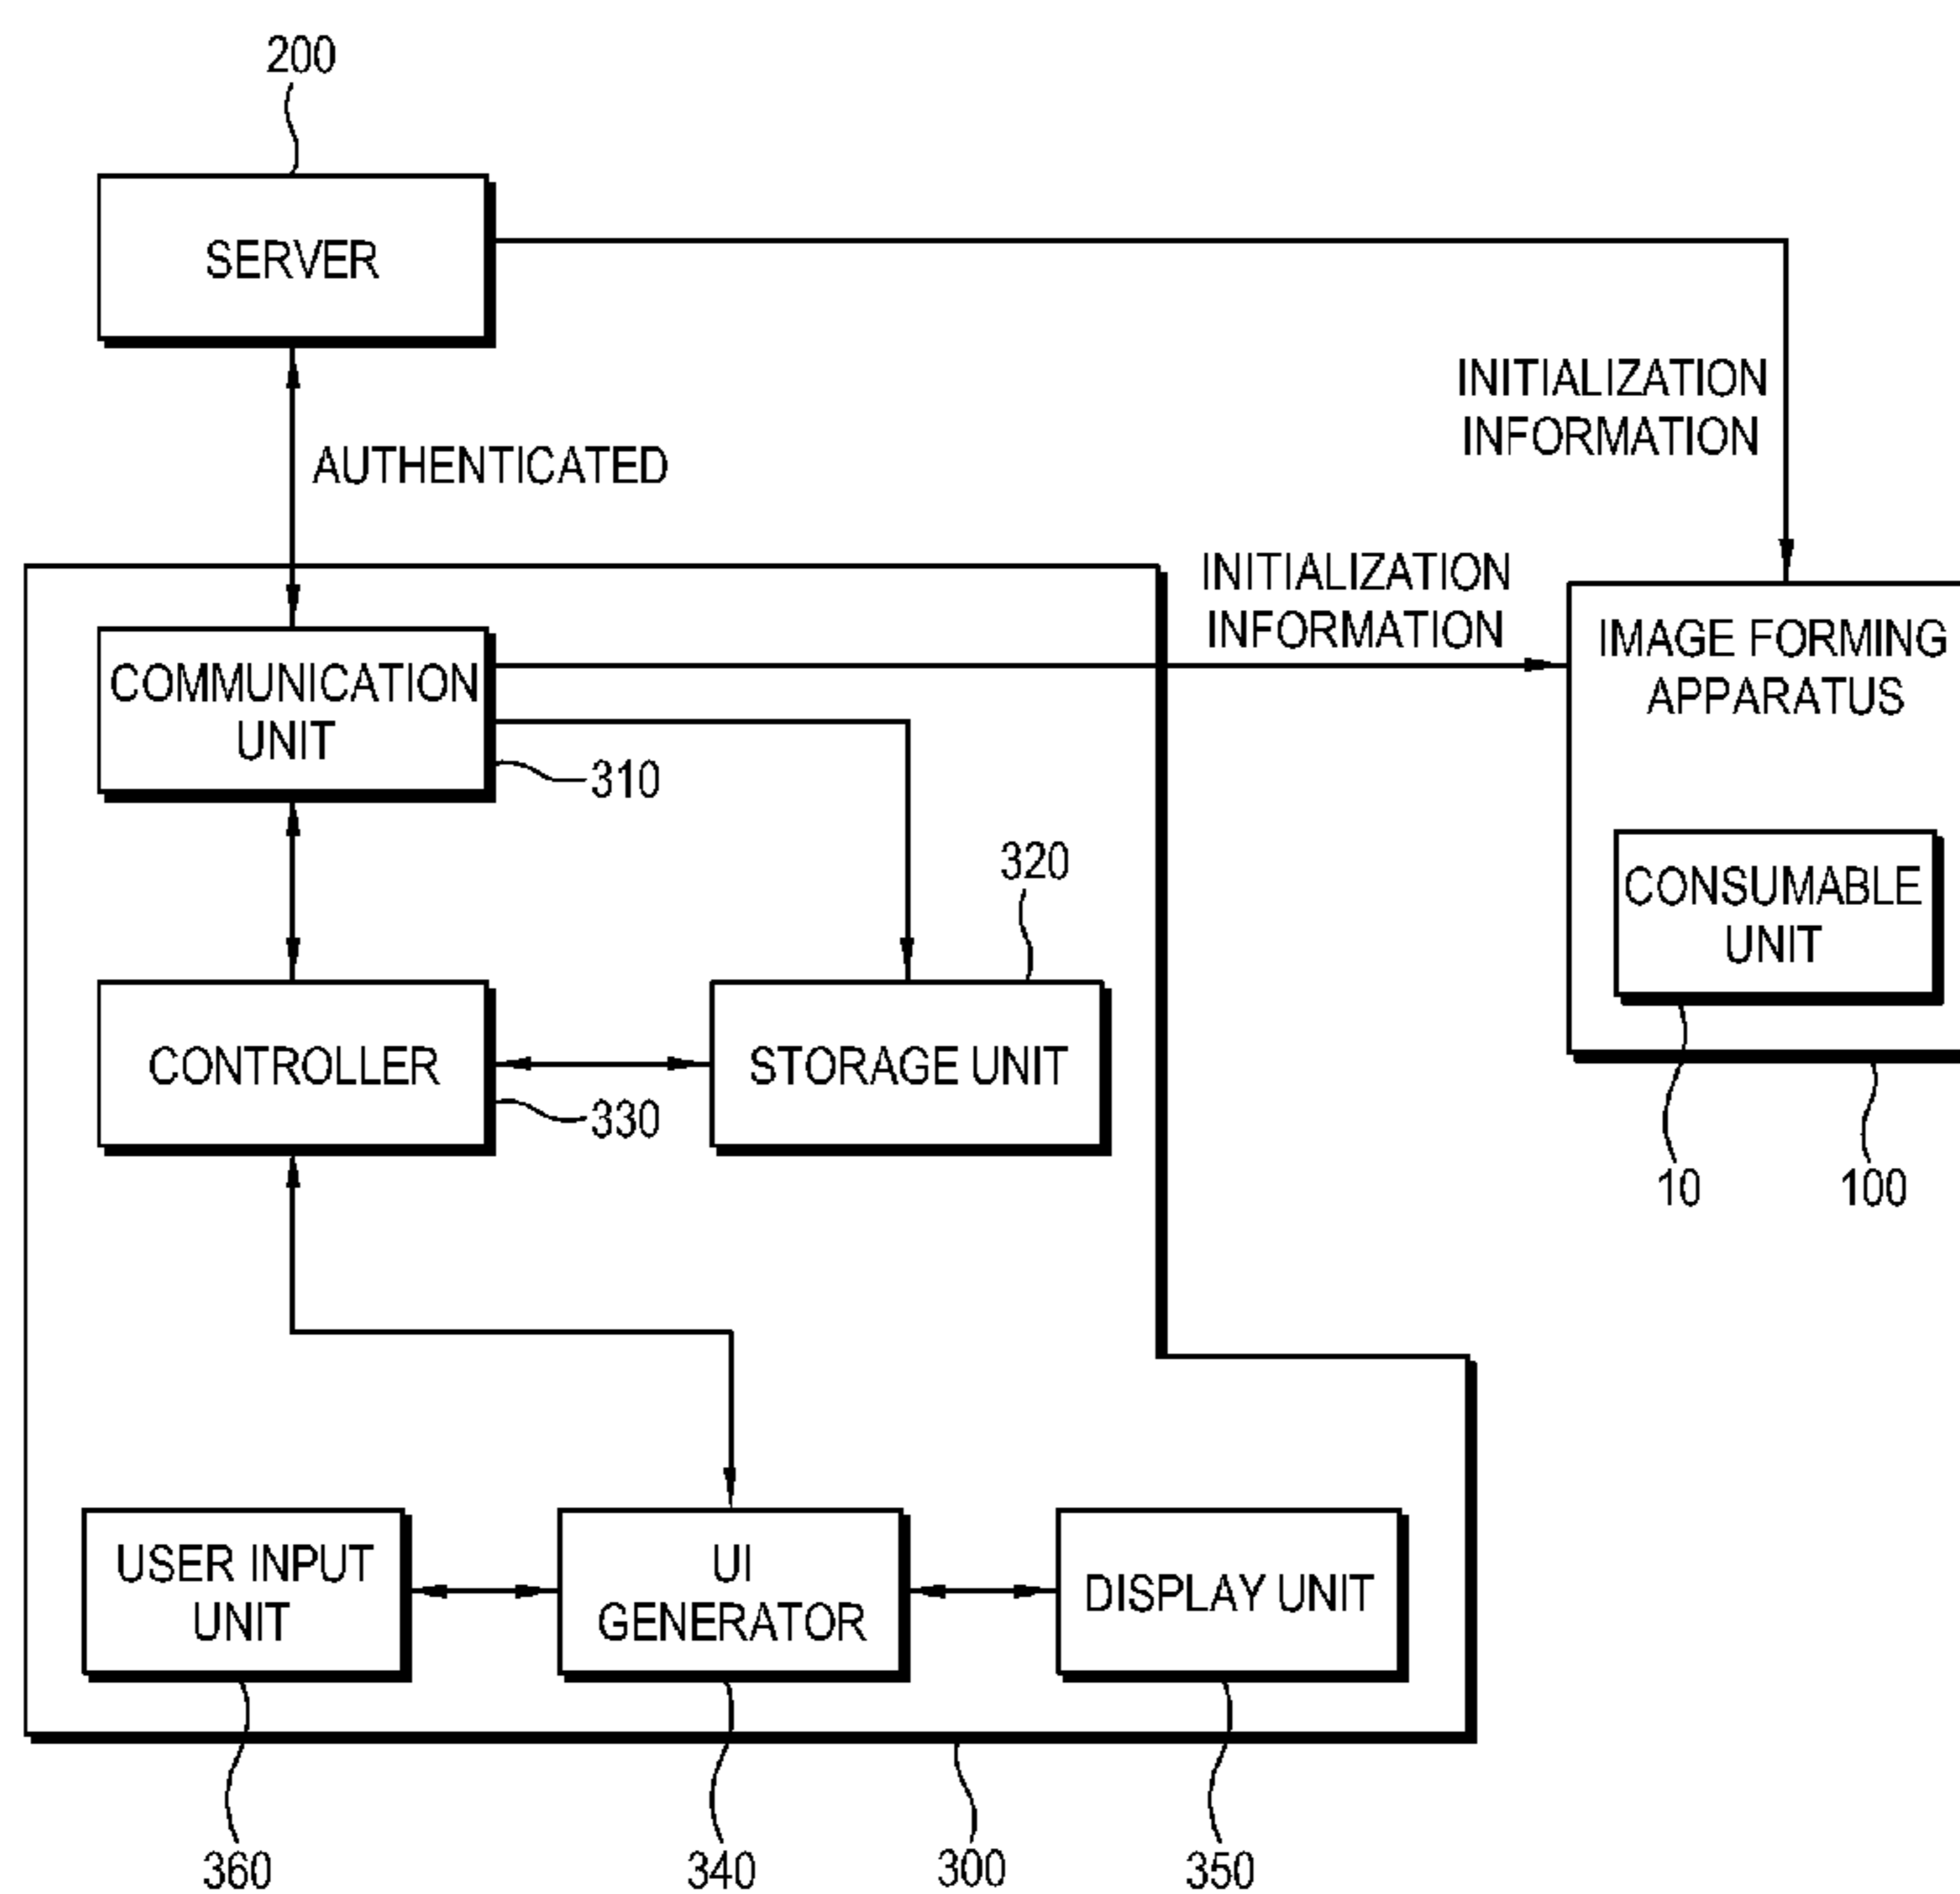 200
SERVER
INITIALIZATION
INFORMATION
AUTHENTICATED
INITIALIZATION
INFORMATION
IMAGE FORMING
APPARATUS
COMMUNICATION
UNIT
310
320
CONSUMABLE
UNIT
CONTROLLER
STORAGE UNIT
330
10
100
USER INPUT
UNIT
UI
GENERATOR
DISPLAY UNIT
360
340
300
350